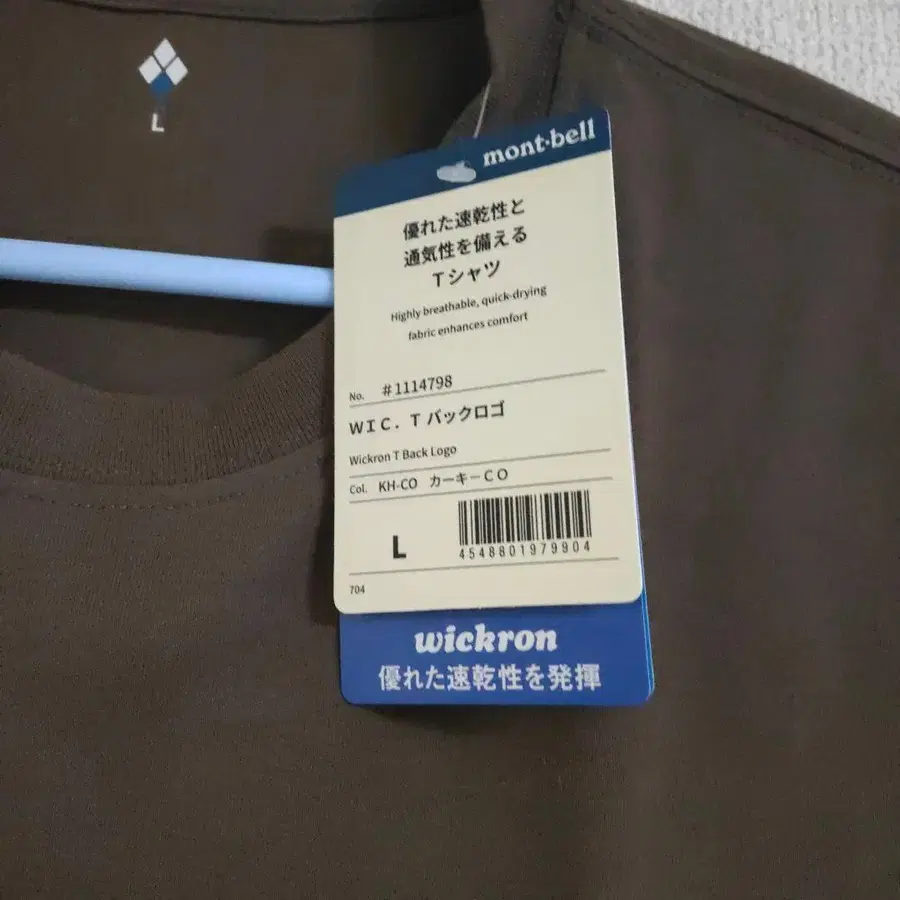 L
mont·bell
優れた速乾性と
通気性を備える
Tシャツ
Highly breathable, quick-drying
fabric enhances comfort
No. #1114798
WIC. T バックロゴ
Wickron T Back Logo
Col. KH-CO カーキ－CO
L
4548801979904
704
wickron
優れた速乾性を発揮